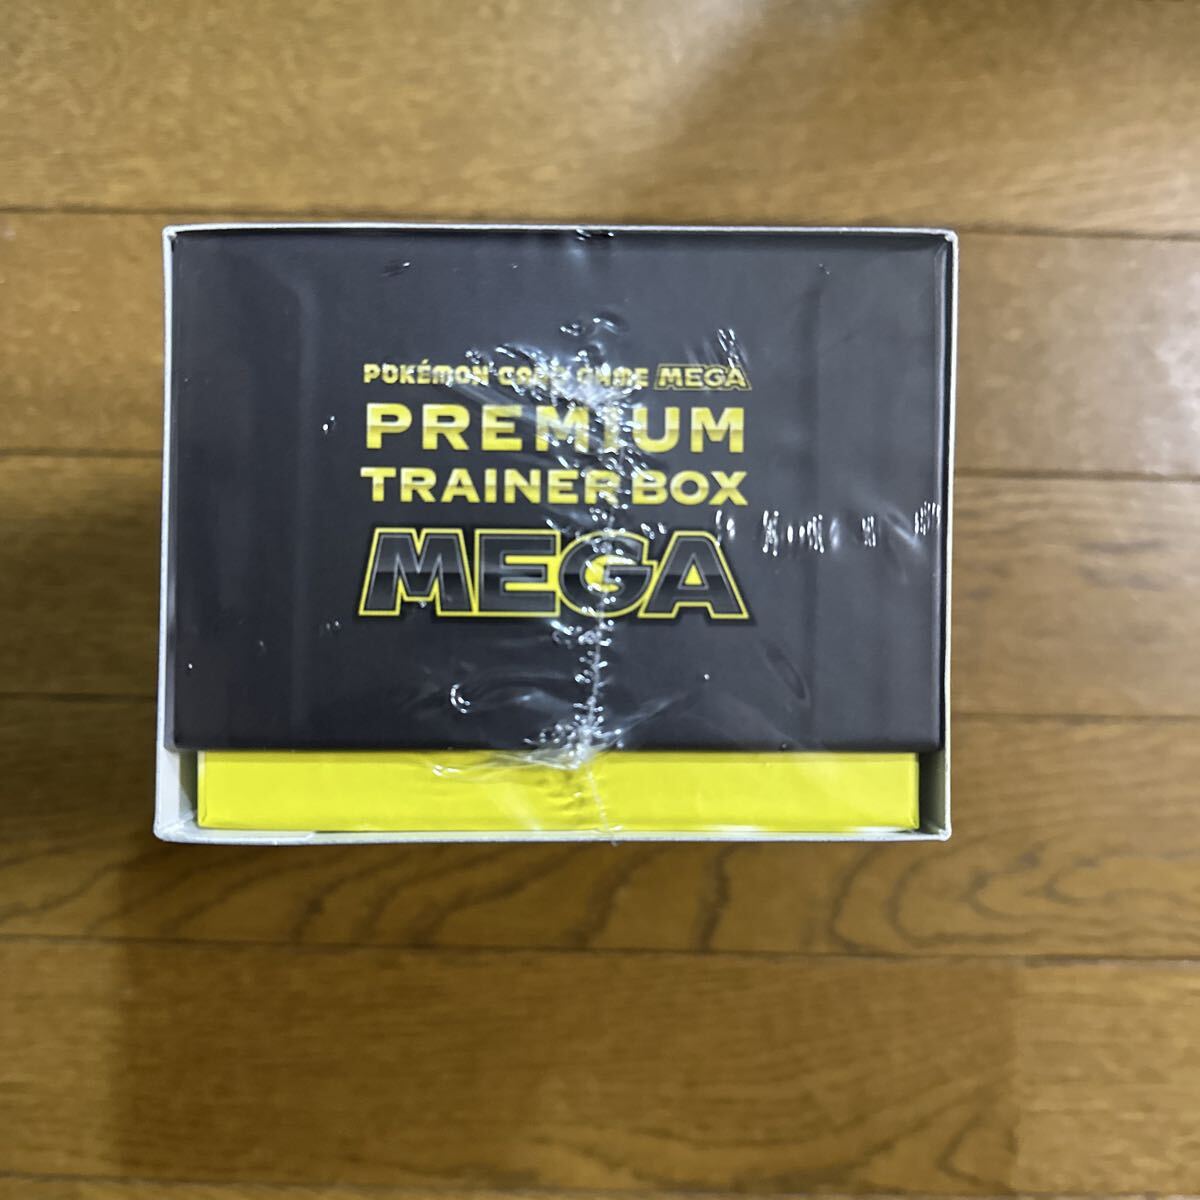 POKÉMON CARD GAME MEGA
PREMIUM
TRAINER BOX
MEGA